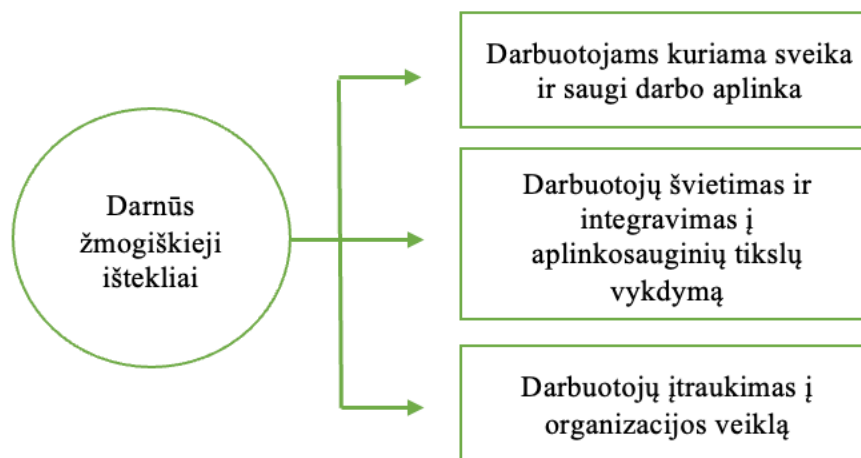 Darnūs
žmogiškieji
ištekliai
Darbuotojams kuriama sveika
ir saugi darbo aplinka
Darbuotojų švietimas ir
integravimas į
aplinkosauginių tikslų
vykdymą
Darbuotojų įtraukimas į
organizacijos veiklą